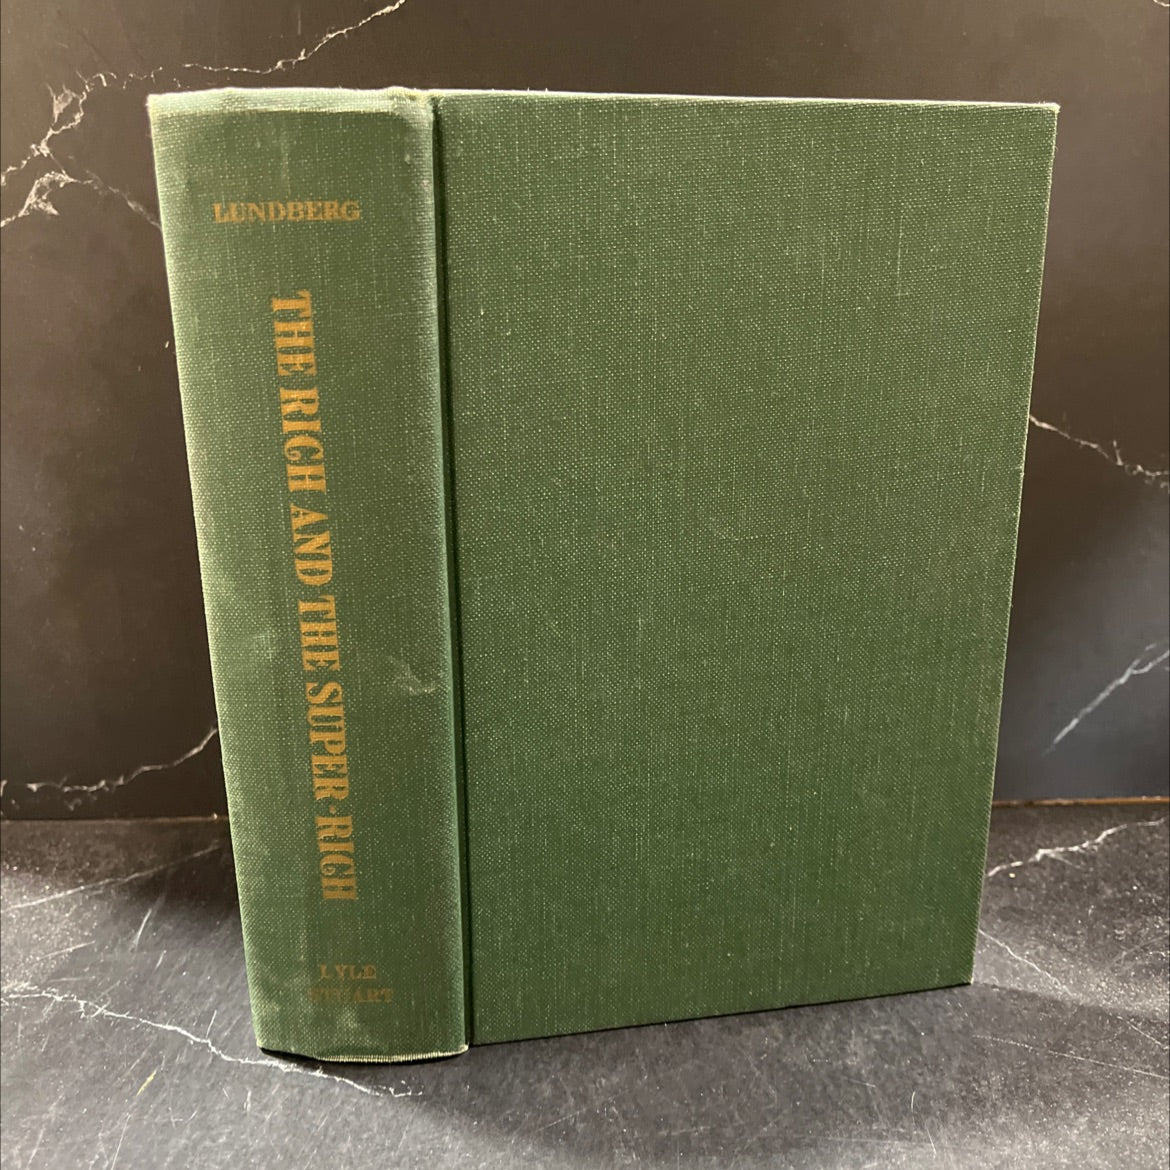 LUNDBERG
THE RICH AND THE SUPER-RICH
LYLE
STUART